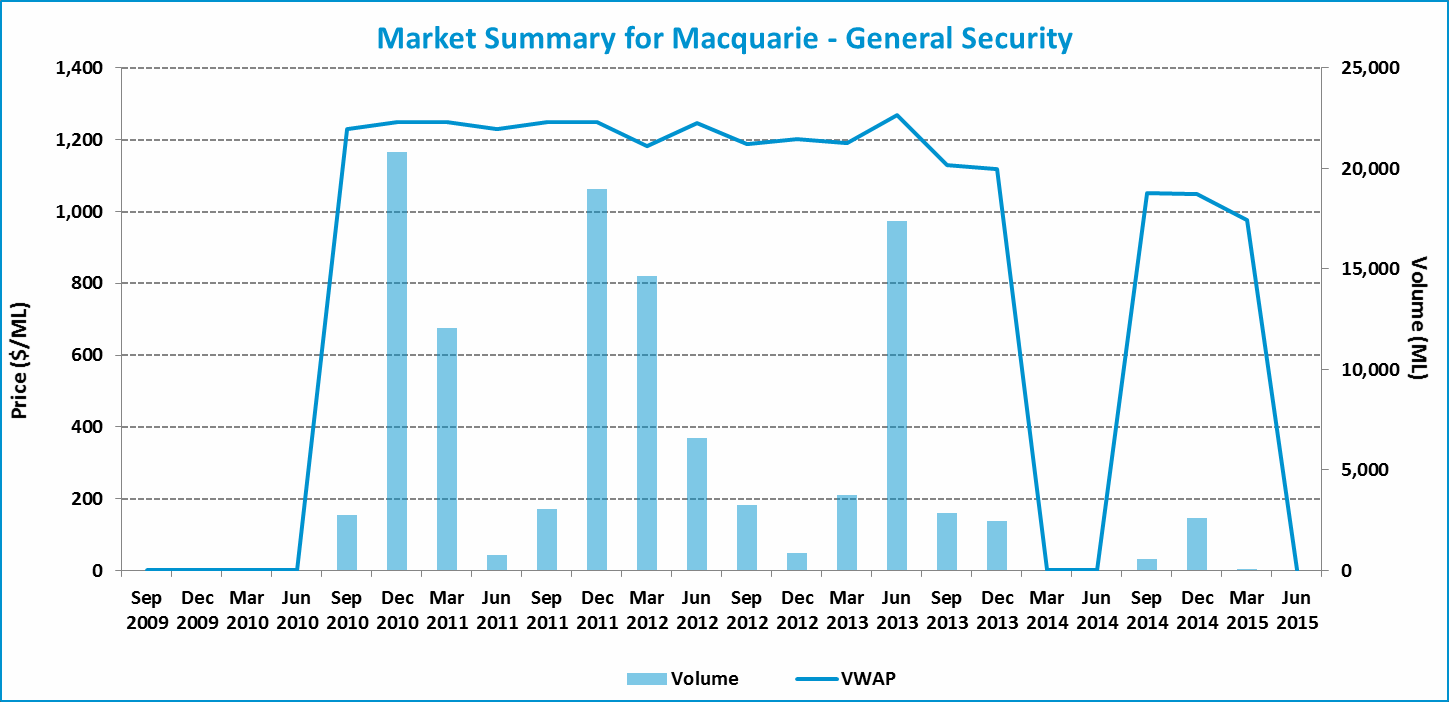 Market Summary for Macquarie - General Security
1,400
1,200
1,000
800
600
400
200
0
Price ($/ML)
25,000
20,000
15,000
10,000
5,000
0
Volume (ML)
Sep Dec Mar Jun Sep Dec Mar Jun Sep Dec Mar Jun Sep Dec Mar Jun Sep Dec Mar Jun Sep Dec Mar Jun
2009 2009 2010 2010 2010 2010 2011 2011 2011 2011 2012 2012 2012 2012 2013 2013 2013 2013 2014 2014 2014 2014 2015 2015
Volume VWAP